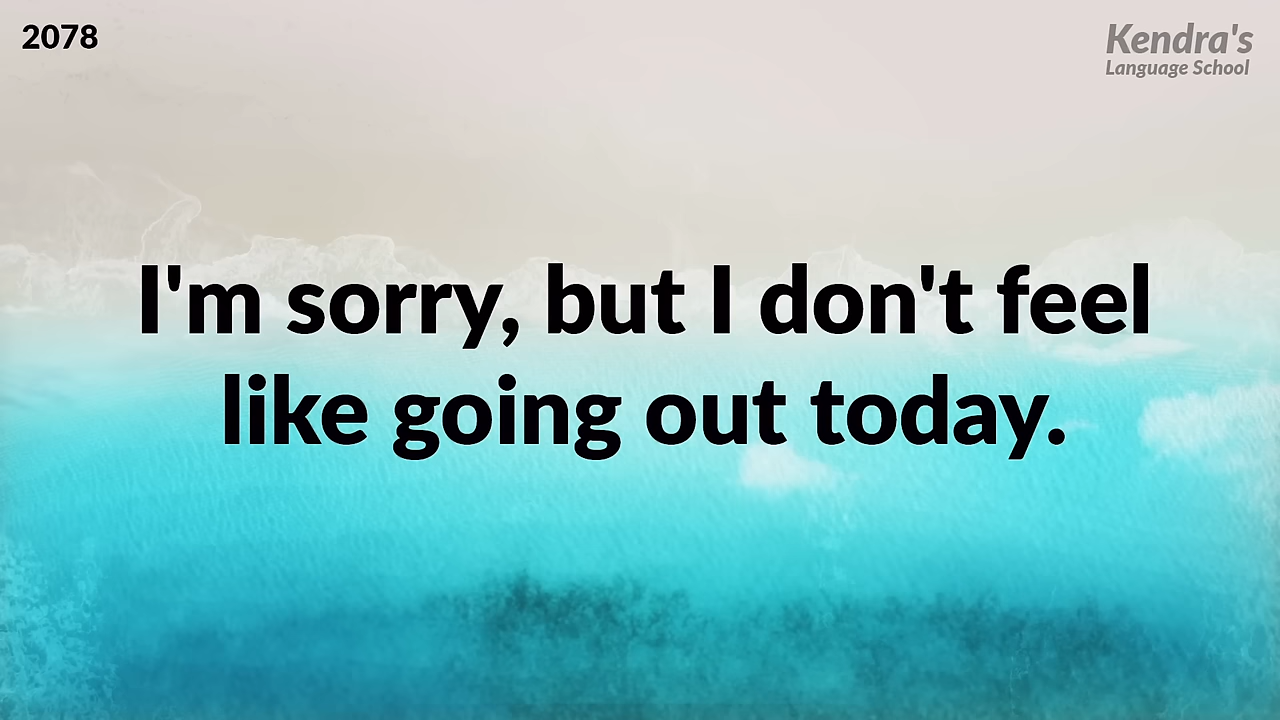 2078
Kendra's
Language School
I'm sorry, but I don't feel
like going out today.